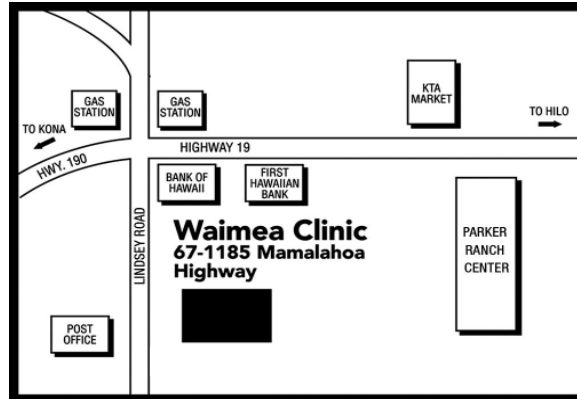 KTA
MARKET
GAS
STATION
GAS
STATION
TO HILO
TO KONA
HIGHWAY 19
HWY. 190
BANK OF
HAWAII
FIRST
HAWAIIAN
BANK
LINDSEY ROAD
Waimea Clinic
67-1185 Mamalahoa
Highway
PARKER
RANCH
CENTER
POST
OFFICE